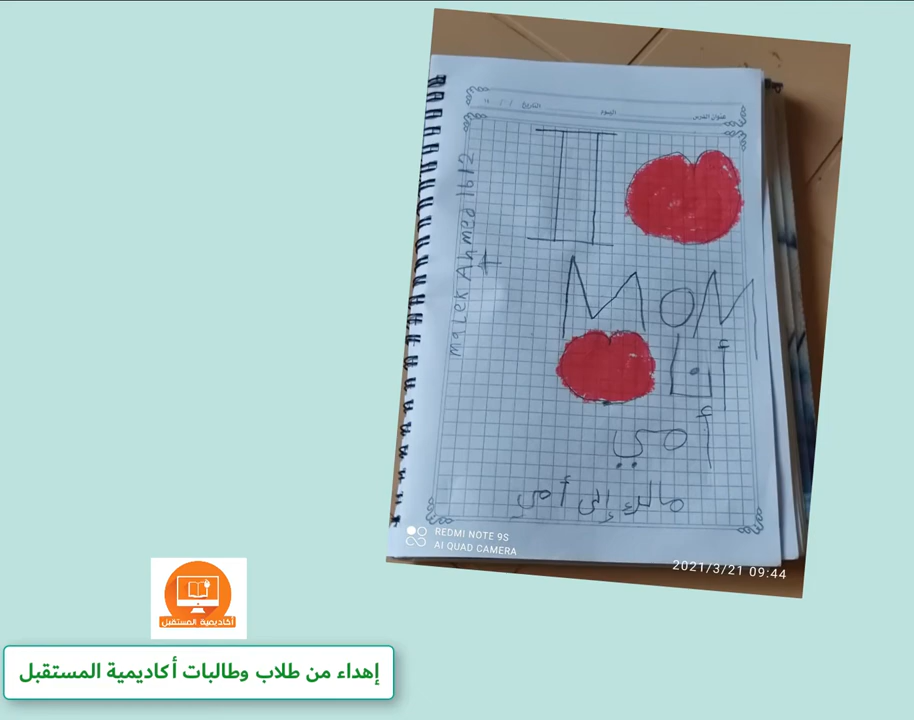 عنوان الدرس اليوم التاريخ / / ١٤
I
MOM
أنا
أمي
مالك إلى أمي
malek Ahmed 1612
REDMI NOTE 9S
AI QUAD CAMERA
2021/3/21 09:44
أكاديمية المستقبل
إهداء من طلاب وطالبات أكاديمية المستقبل